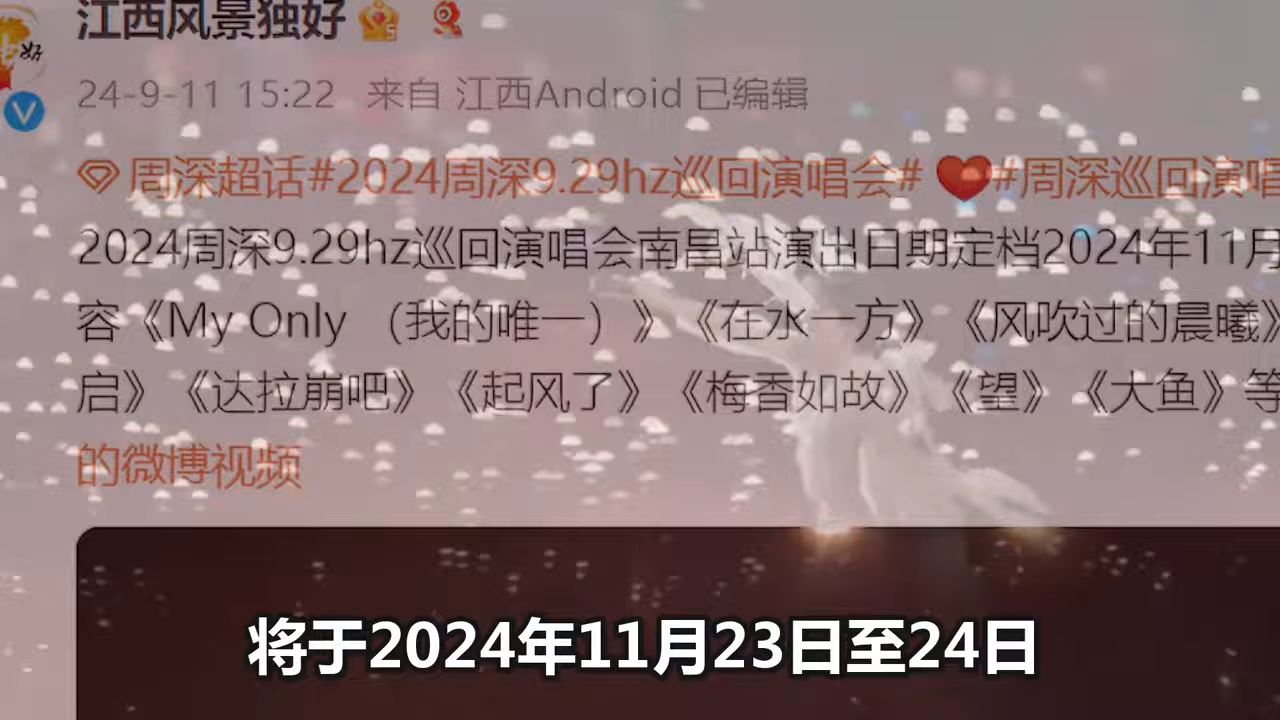 江西风景独好
24-9-11 15:22 来自 江西Android 已编辑
周深超话#2024周深9.29hz巡回演唱会# #周深巡回演唱
2024周深9.29hz巡回演唱会南昌站演出日期定档2024年11月
容《My Only （我的唯一）》《在水一方》《风吹过的晨曦》
启》《达拉崩吧》《起风了》《梅香如故》《望》《大鱼》等
的微博视频
将于2024年11月23日至24日